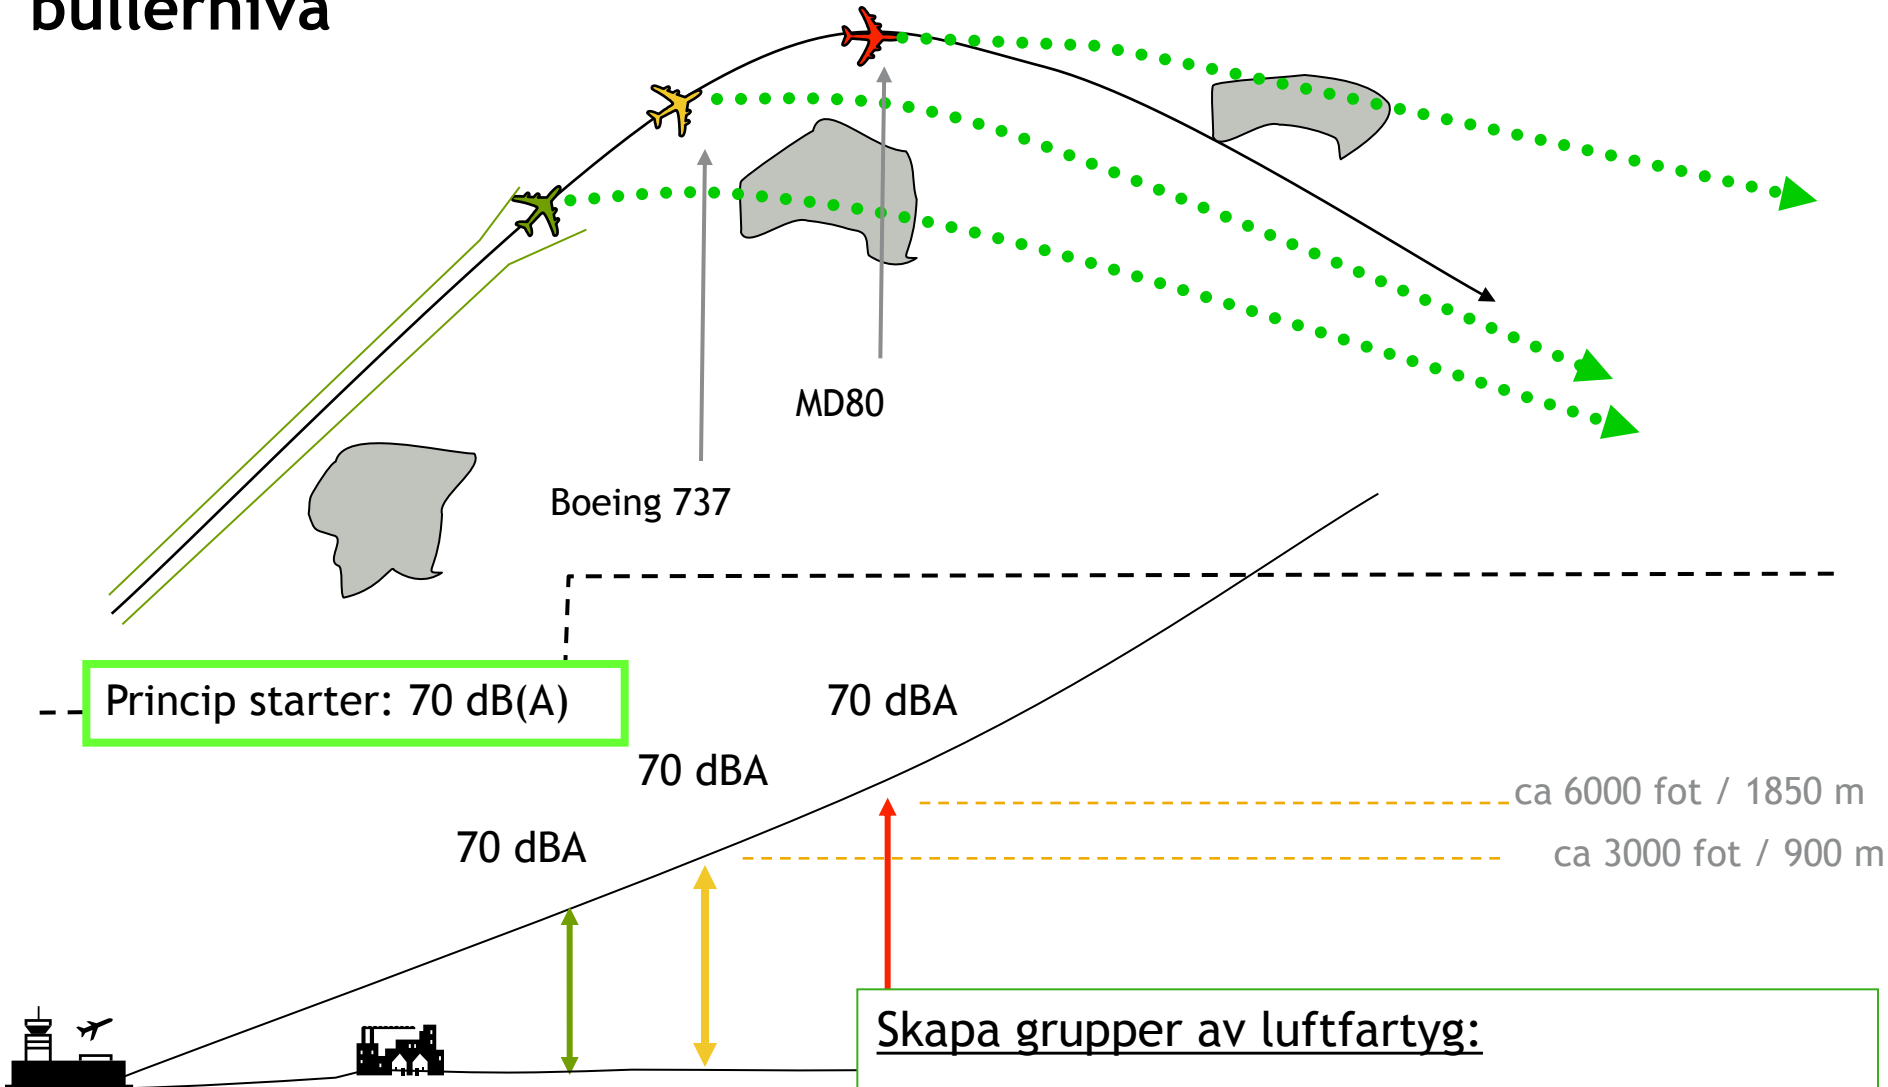 bullernivå
MD80
Boeing 737
Princip starter: 70 dB(A)
70 dBA
70 dBA
70 dBA
ca 6000 fot / 1850 m
ca 3000 fot / 900 m
Skapa grupper av luftfartyg: